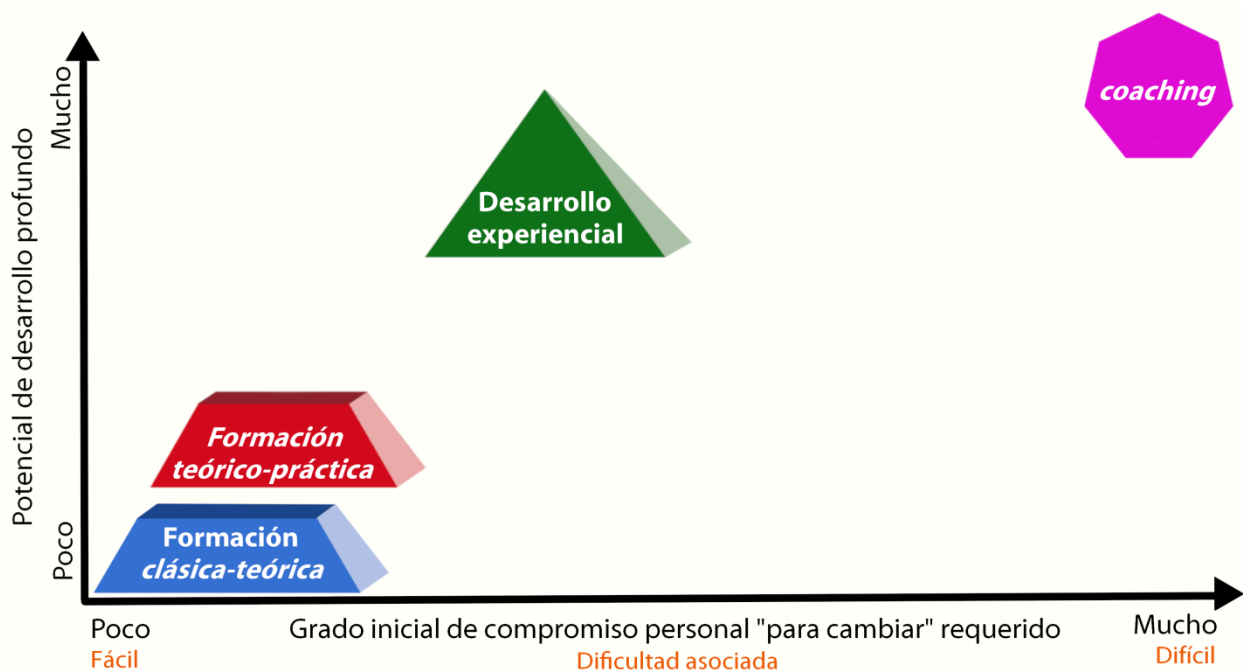 Potencial de desarrollo profundo
Mucho
Poco
coaching
Desarrollo
experiencial
Formación
teórico-práctica
Formación
clásica-teórica
Poco
Grado inicial de compromiso personal "para cambiar" requerido
Mucho
Fácil
Dificultad asociada
Difícil